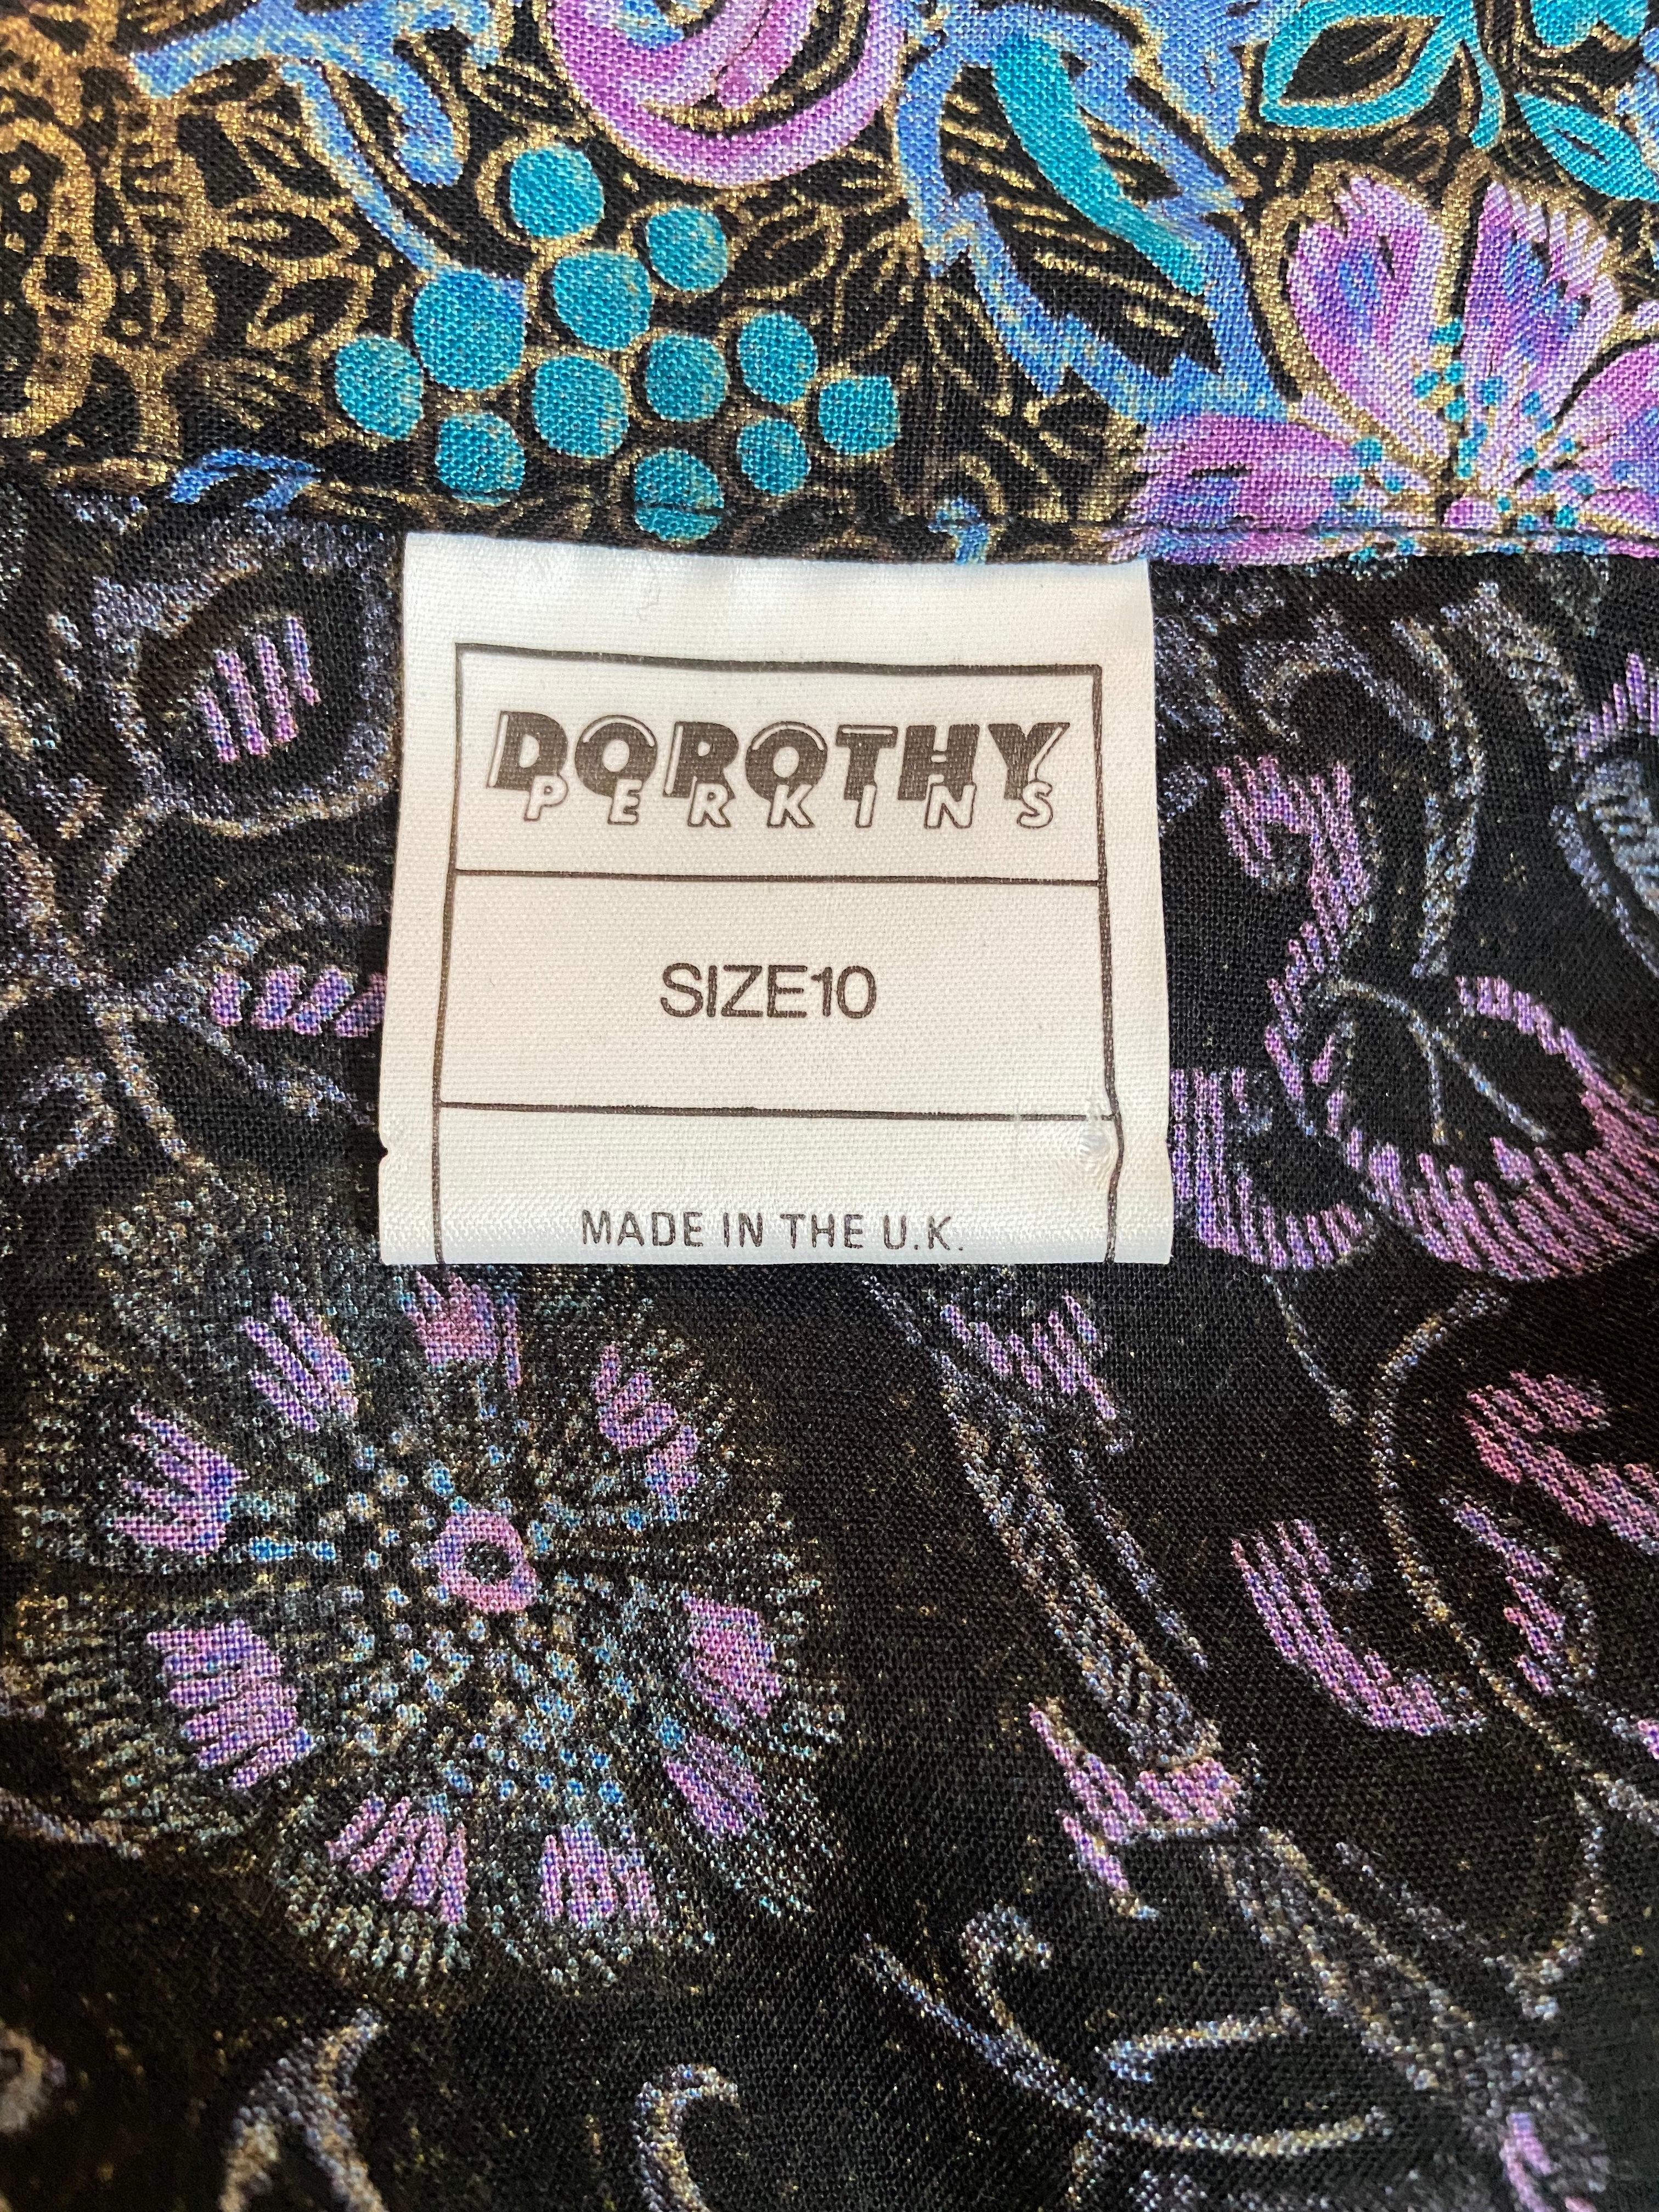 DOROTHY
PERKINS
SIZE10
MADE IN THE U.K.